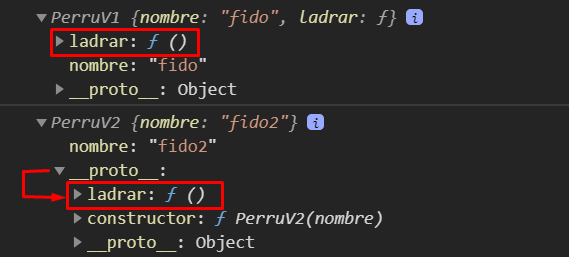 ▼PerruV1 {nombre: "fido", ladrar: ƒ} i
▶ladrar: ƒ ()
nombre: "fido"
▶__proto__: Object
▼PerruV2 {nombre: "fido2"} i
nombre: "fido2"
▼__proto__:
▶ladrar: ƒ ()
▶constructor: ƒ PerruV2(nombre)
▶__proto__: Object